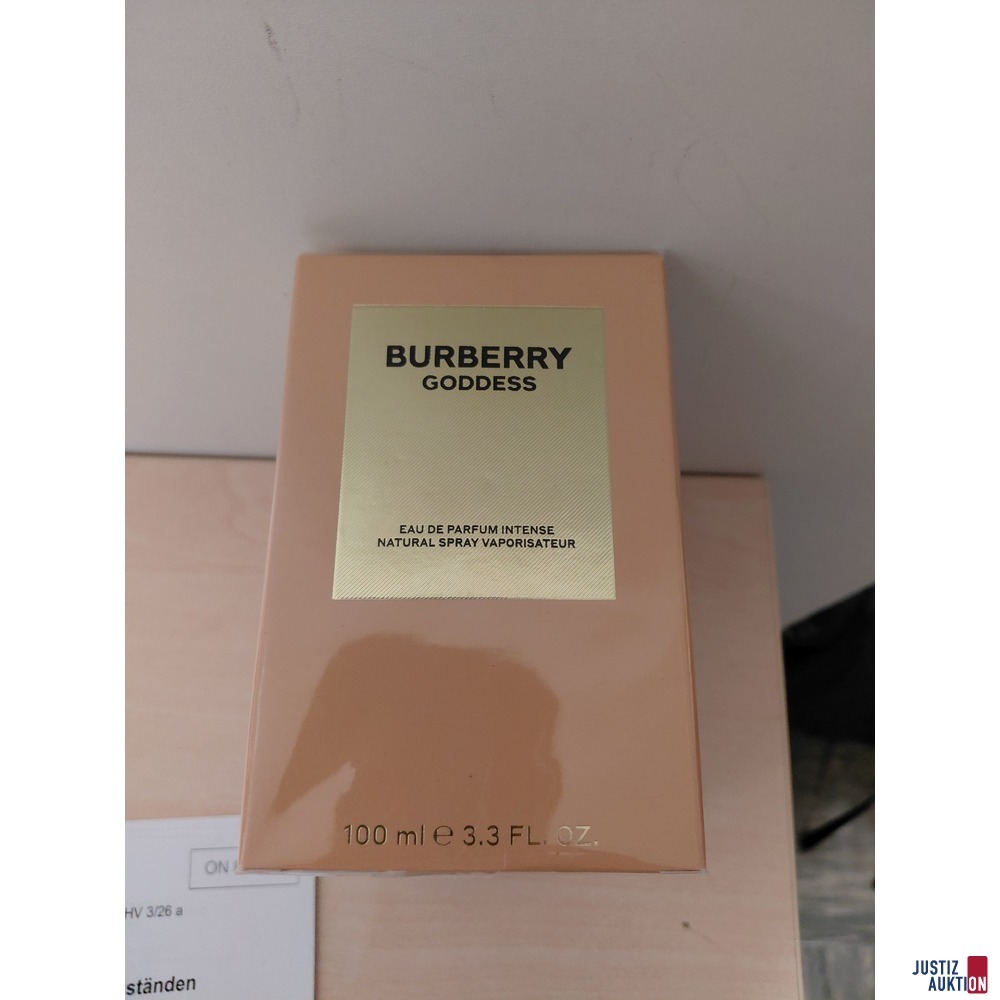 BURBERRY
GODDESS
EAU DE PARFUM INTENSE
NATURAL SPRAY VAPORISATEUR
100 ml ℮ 3.3 FL. OZ.
ON
HV 3/26 a
ständen
JUSTIZ
AUKTION